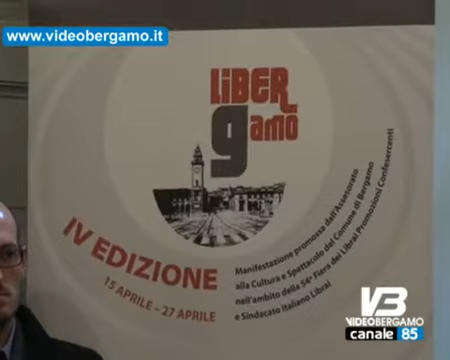 www.videobergamo.it
LiBER
gamo
IV EDIZIONE
15 APRILE – 27 APRILE
Manifestazione promossa dall'Assessorato
alla Cultura e Spettacolo del Comune di Bergamo
nell'ambito della 54ª Fiera dei Librai Promozioni Confesercenti
e Sindacato Italiano Librai
VB
VIDEOBERGAMO
canale 85